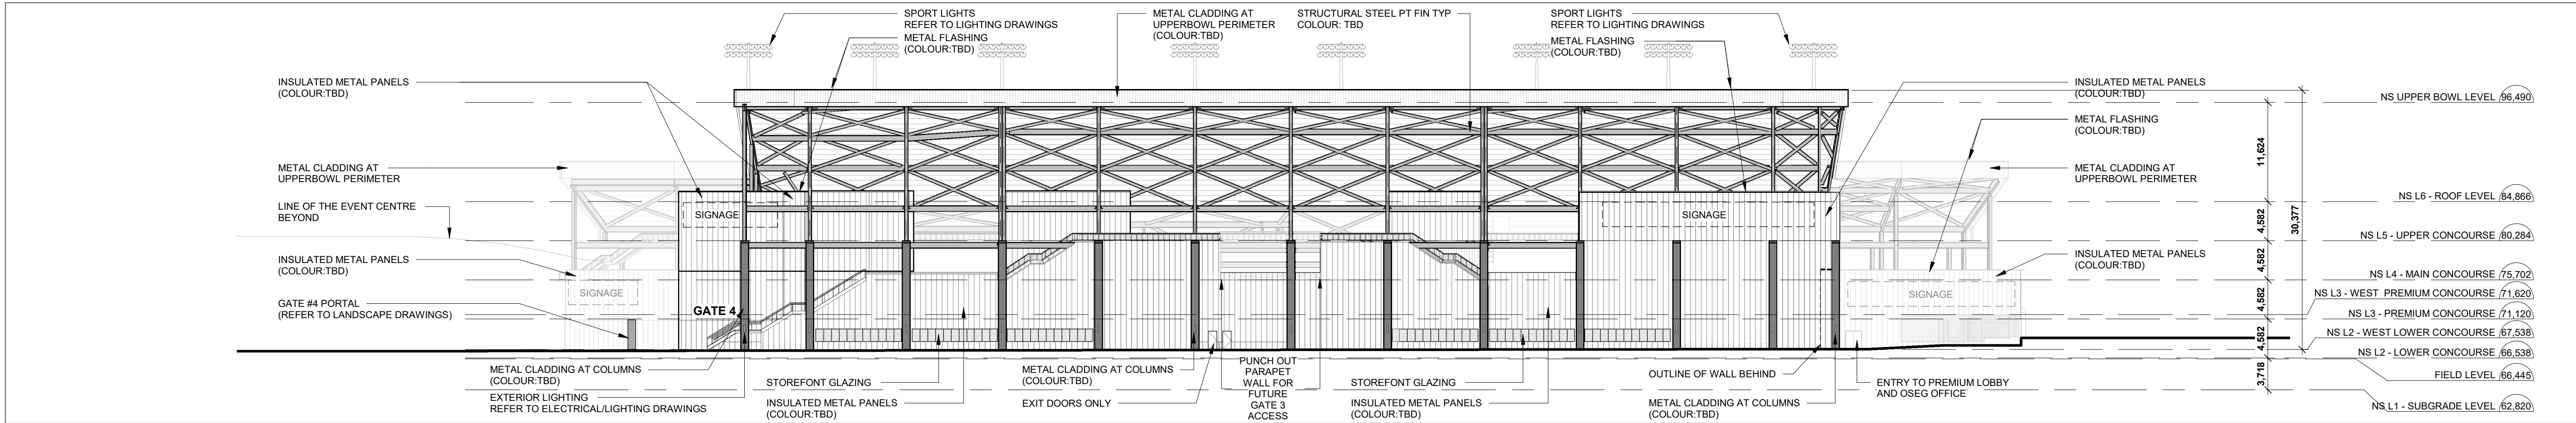 SPORT LIGHTS
REFER TO LIGHTING DRAWINGS
METAL FLASHING
(COLOUR:TBD)
METAL CLADDING AT
UPPERBOWL PERIMETER
(COLOUR:TBD)
STRUCTURAL STEEL PT FIN TYP
COLOUR: TBD
SPORT LIGHTS
REFER TO LIGHTING DRAWINGS
METAL FLASHING
(COLOUR:TBD)
INSULATED METAL PANELS
(COLOUR:TBD)
METAL CLADDING AT
UPPERBOWL PERIMETER
LINE OF THE EVENT CENTRE
BEYOND
INSULATED METAL PANELS
(COLOUR:TBD)
GATE #4 PORTAL
(REFER TO LANDSCAPE DRAWINGS)
SIGNAGE
SIGNAGE
GATE 4
SIGNAGE
SIGNAGE
INSULATED METAL PANELS
(COLOUR:TBD)
METAL FLASHING
(COLOUR:TBD)
METAL CLADDING AT
UPPERBOWL PERIMETER
INSULATED METAL PANELS
(COLOUR:TBD)
METAL CLADDING AT COLUMNS
(COLOUR:TBD)
EXTERIOR LIGHTING
REFER TO ELECTRICAL/LIGHTING DRAWINGS
STOREFONT GLAZING
INSULATED METAL PANELS
(COLOUR:TBD)
METAL CLADDING AT COLUMNS
(COLOUR:TBD)
EXIT DOORS ONLY
PUNCH OUT
PARAPET
WALL FOR
FUTURE
GATE 3
ACCESS
STOREFONT GLAZING
INSULATED METAL PANELS
(COLOUR:TBD)
OUTLINE OF WALL BEHIND
METAL CLADDING AT COLUMNS
(COLOUR:TBD)
ENTRY TO PREMIUM LOBBY
AND OSEG OFFICE
11,624
4,582
4,582
4,582
4,582
3,718
30,377
NS UPPER BOWL LEVEL 96,490
NS L6 - ROOF LEVEL 84,866
NS L5 - UPPER CONCOURSE 80,284
NS L4 - MAIN CONCOURSE 75,702
NS L3 - WEST PREMIUM CONCOURSE 71,620
NS L3 - PREMIUM CONCOURSE 71,120
NS L2 - WEST LOWER CONCOURSE 67,538
NS L2 - LOWER CONCOURSE 66,538
FIELD LEVEL 66,445
NS L1 - SUBGRADE LEVEL 62,820